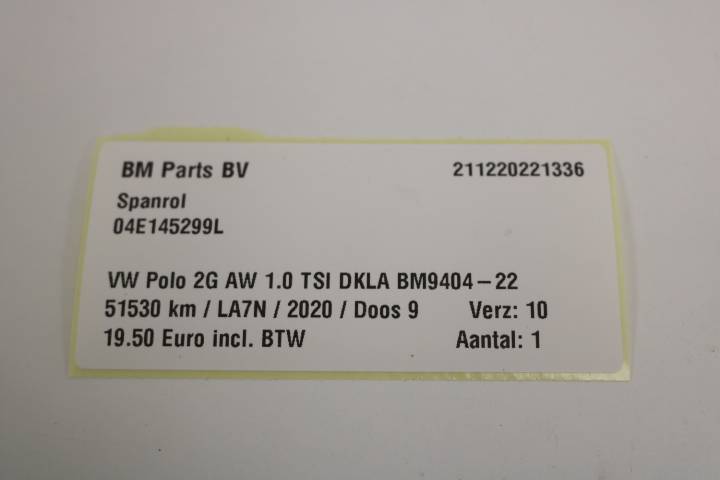 BM Parts BV 211220221336
Spanrol
04E145299L
VW Polo 2G AW 1.0 TSI DKLA BM9404-22
51530 km / LA7N / 2020 / Doos 9 Verz: 10
19.50 Euro incl. BTW Aantal: 1